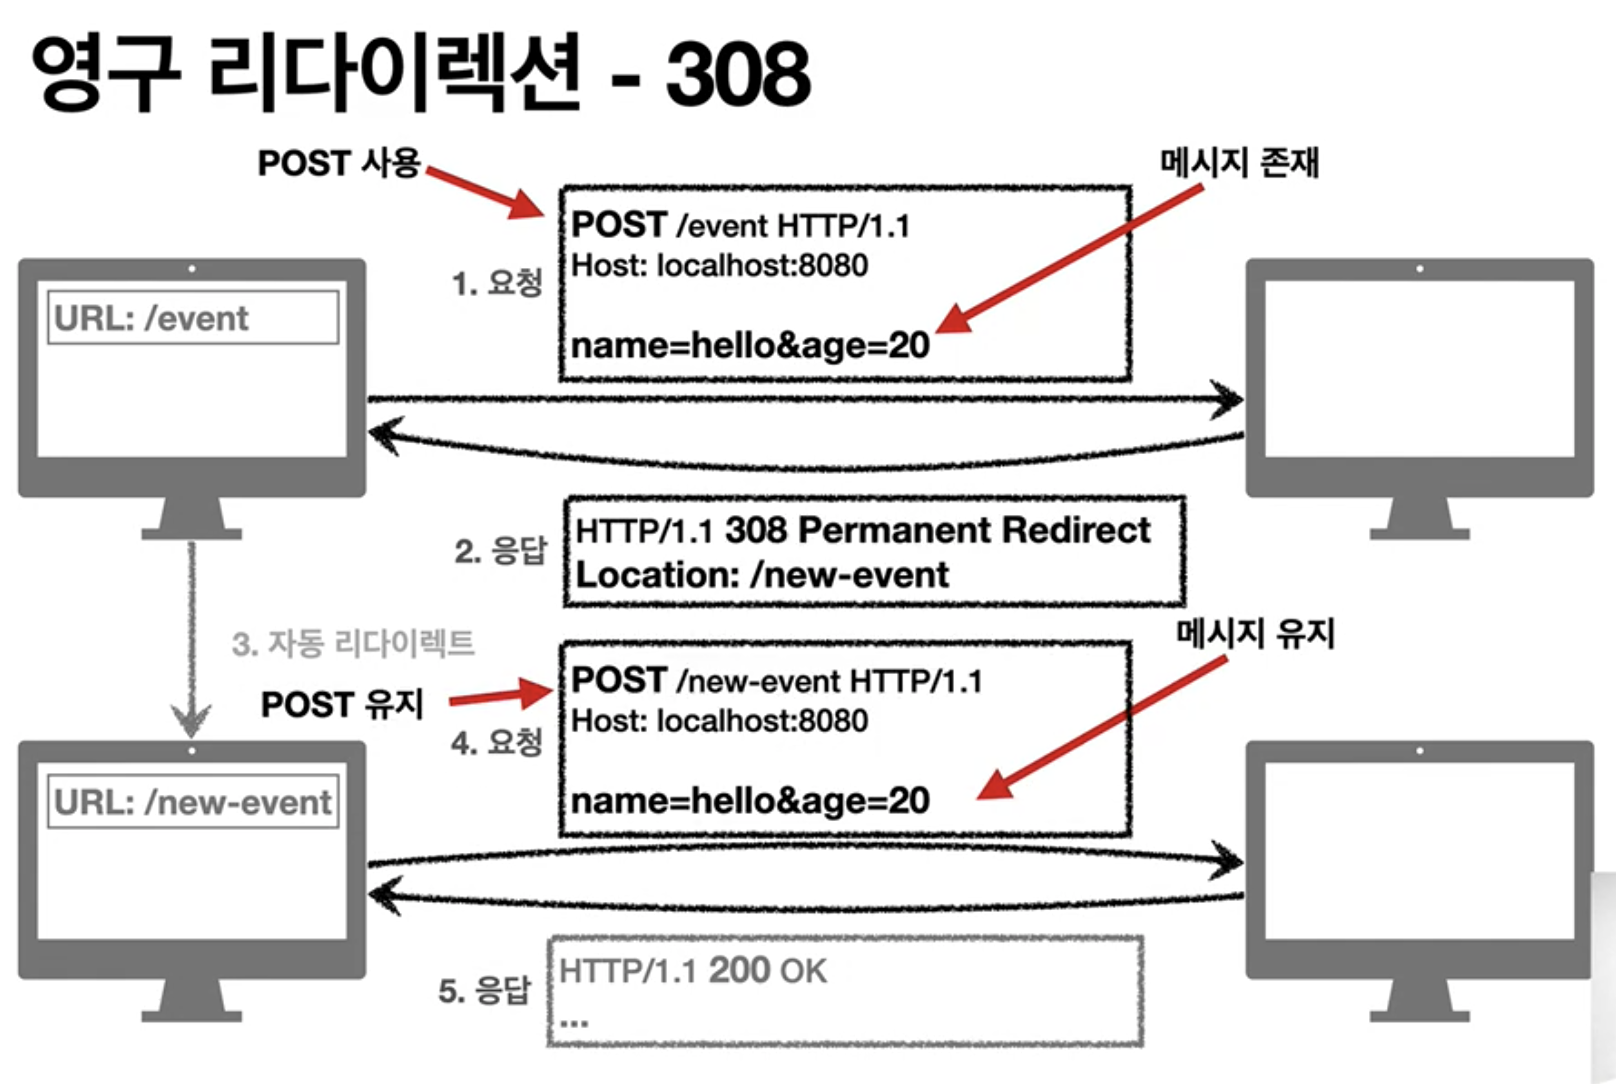 영구 리다이렉션 - 308
POST 사용
메시지 존재
POST /event HTTP/1.1
Host: localhost:8080
1. 요청
name=hello&age=20
URL: /event
2. 응답
HTTP/1.1 308 Permanent Redirect
Location: /new-event
3. 자동 리다이렉트
메시지 유지
POST 유지
POST /new-event HTTP/1.1
Host: localhost:8080
4. 요청
name=hello&age=20
URL: /new-event
5. 응답
HTTP/1.1 200 OK
...